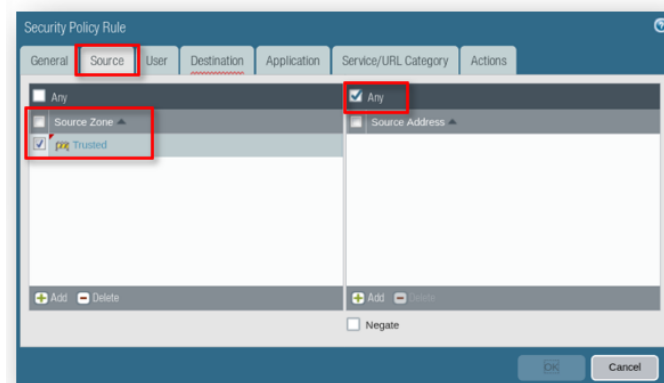 Security Policy Rule
General Source User Destination Application Service/URL Category Actions
Any
Source Zone
Trusted
Add Delete
Any
Source Address
Add Delete
Negate
OK Cancel